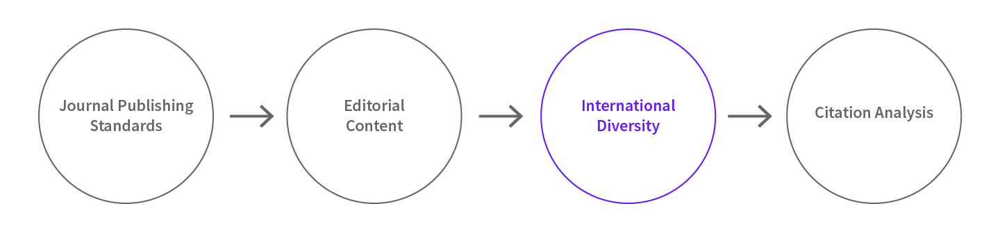 Journal Publishing
Standards
Editorial
Content
International
Diversity
Citation Analysis